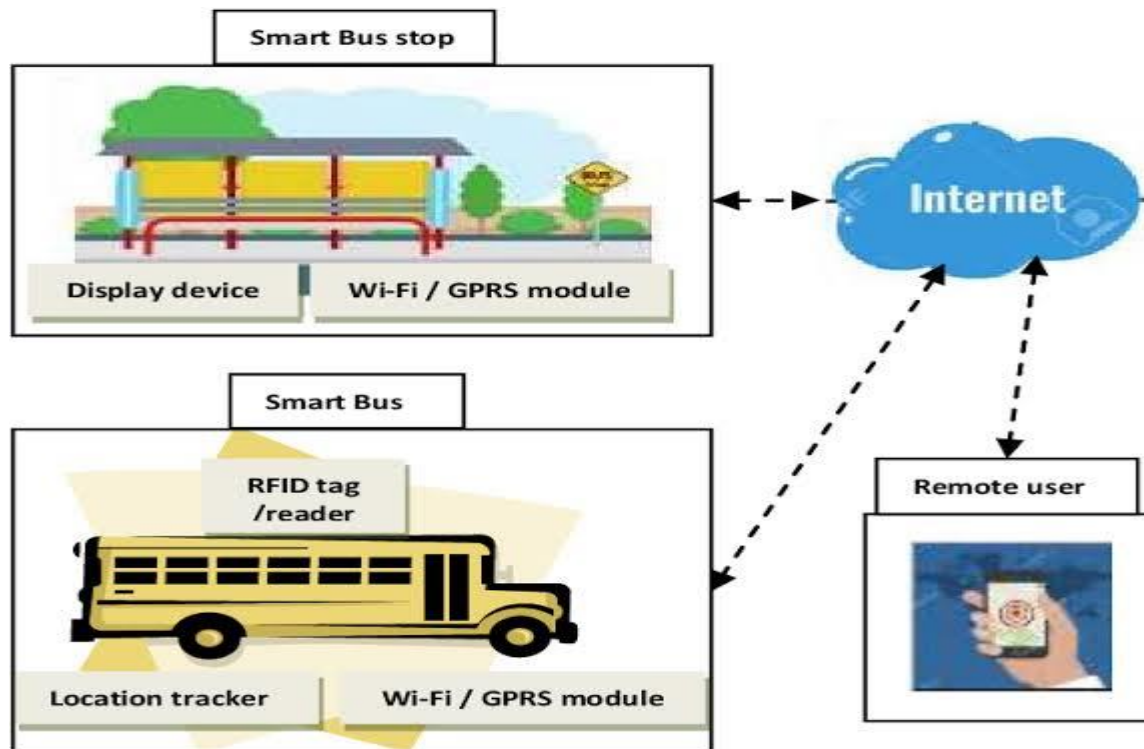 Smart Bus stop
Internet
Display device
Wi-Fi / GPRS module
Smart Bus
RFID tag
/reader
Remote user
Location tracker
Wi-Fi / GPRS module